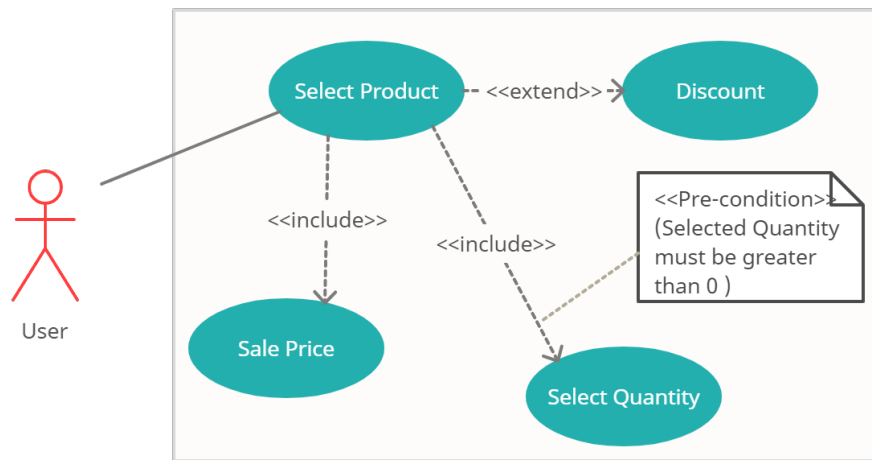 Select Product
<<extend>>
Discount
<<Pre-condition>>
(Selected Quantity
must be greater
than 0 )
<<include>>
<<include>>
User
Sale Price
Select Quantity